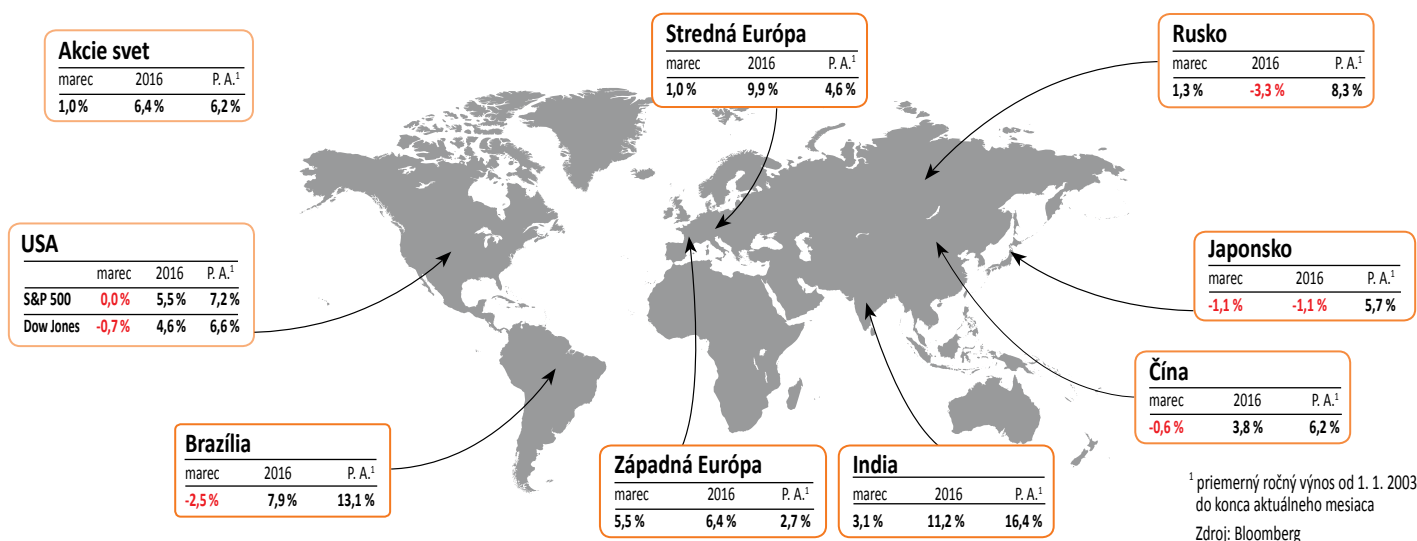 Akcie svet
marec 2016 P. A.¹
1,0 % 6,4 % 6,2 %
Stredná Európa
marec 2016 P. A.¹
1,0 % 9,9 % 4,6 %
Rusko
marec 2016 P. A.¹
1,3 % -3,3 % 8,3 %
USA
marec 2016 P. A.¹
S&P 500 0,0 % 5,5 % 7,2 %
Dow Jones -0,7 % 4,6 % 6,6 %
Japonsko
marec 2016 P. A.¹
-1,1 % -1,1 % 5,7 %
Čína
marec 2016 P. A.¹
-0,6 % 3,8 % 6,2 %
Brazília
marec 2016 P. A.¹
-2,5 % 7,9 % 13,1 %
Západná Európa
marec 2016 P. A.¹
5,5 % 6,4 % 2,7 %
India
marec 2016 P. A.¹
3,1 % 11,2 % 16,4 %
¹ priemerný ročný výnos od 1. 1. 2003
do konca aktuálneho mesiaca
Zdroj: Bloomberg